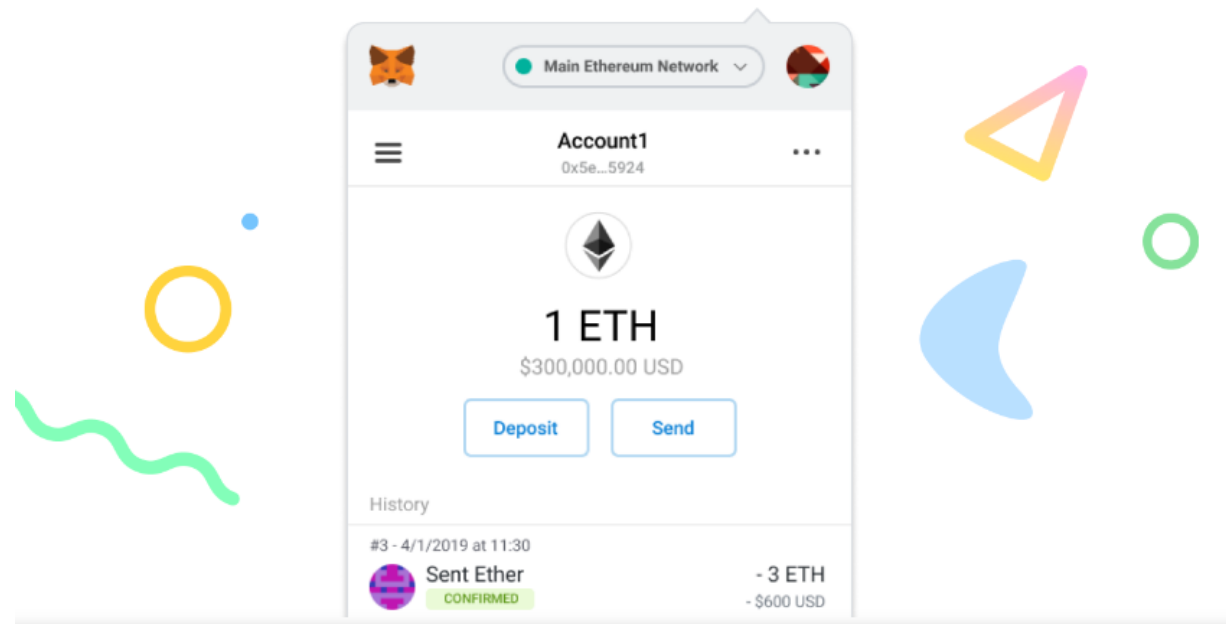 Main Ethereum Network
Account1
0x5e...5924
1 ETH
$300,000.00 USD
Deposit
Send
History
#3 - 4/1/2019 at 11:30
Sent Ether
- 3 ETH
CONFIRMED
- $600 USD